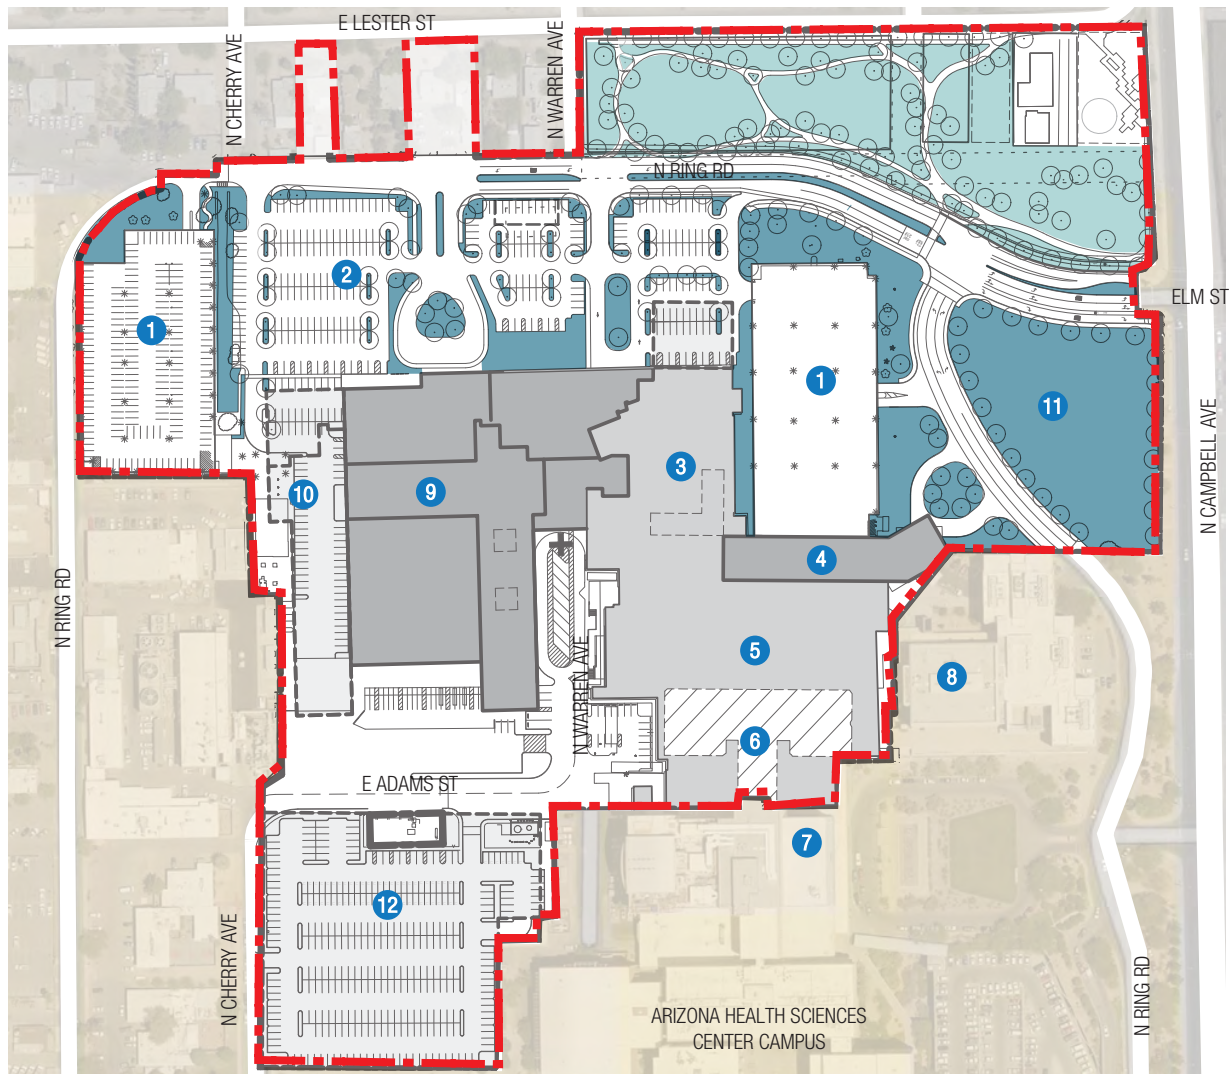 E LESTER ST
N CHERRY AVE
N WARREN AVE
N RING RD
ELM ST
2
1
1
11
N CAMPBELL AVE
3
9
10
4
N RING RD
5
8
N WARREN AVE
6
E ADAMS ST
7
12
N CHERRY AVE
N RING RD
ARIZONA HEALTH SCIENCES
CENTER CAMPUS